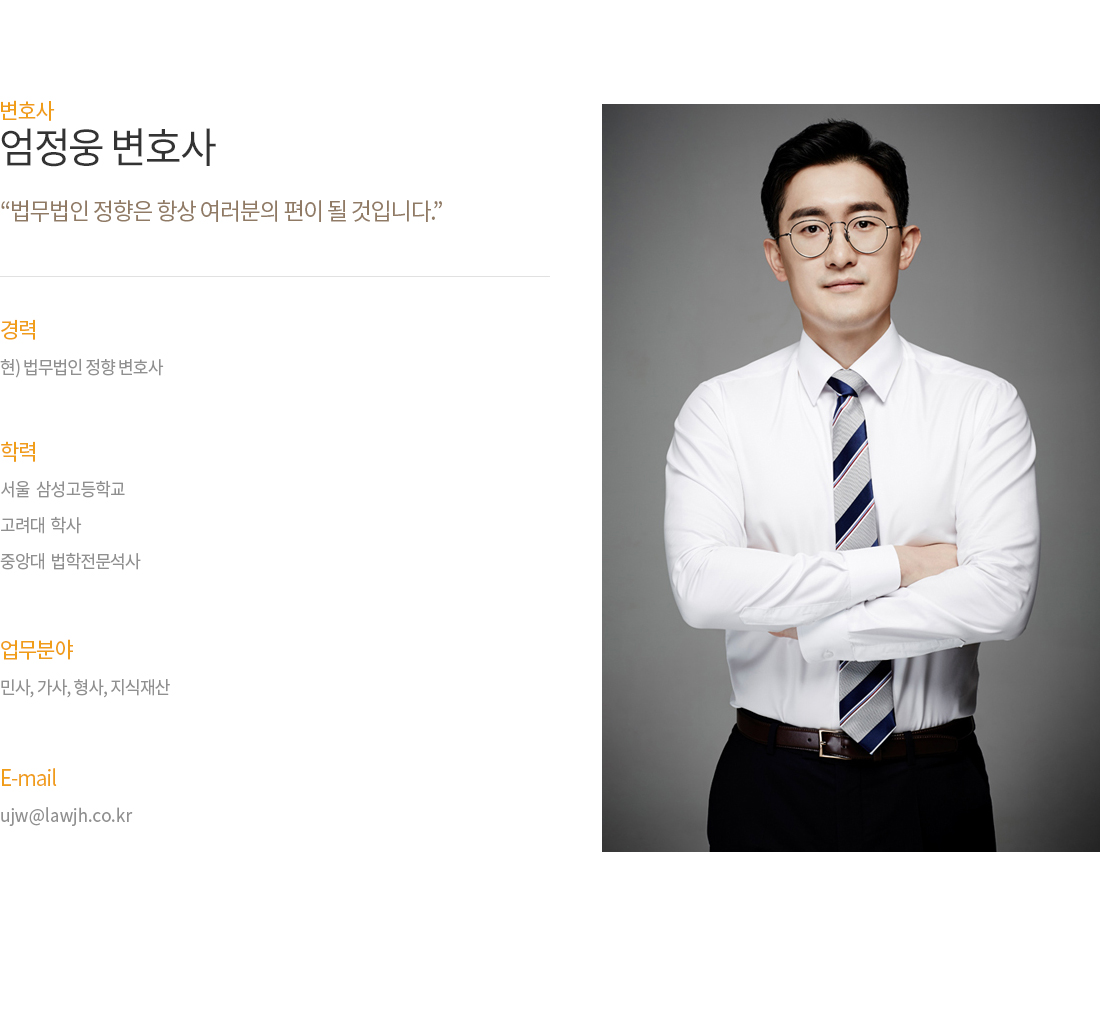 변호사
엄정웅 변호사
“법무법인 정향은 항상 여러분의 편이 될 것입니다.”
경력
현) 법무법인 정향 변호사
학력
서울 삼성고등학교
고려대 학사
중앙대 법학전문석사
업무분야
민사, 가사, 형사, 지식재산
E-mail
ujw@lawjh.co.kr